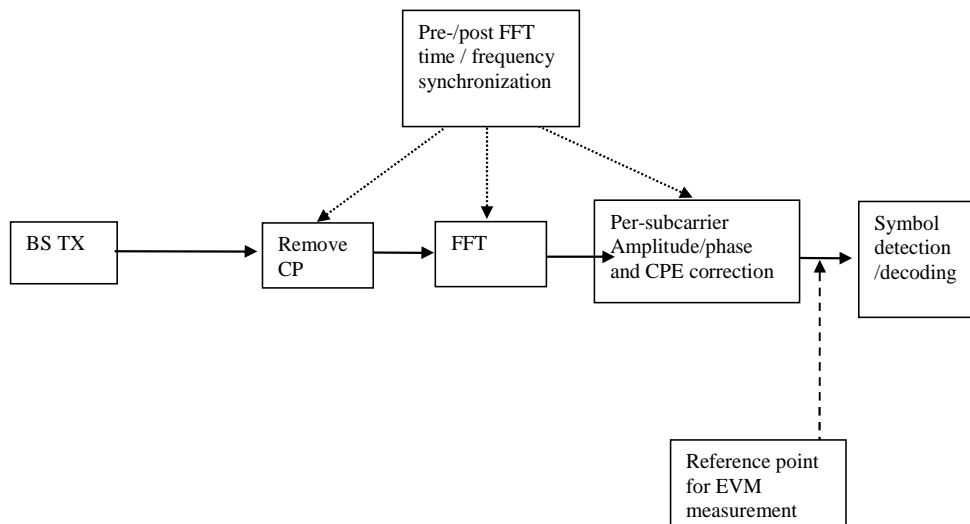 Pre-/post FFT
time / frequency
synchronization
BS TX
Remove
CP
FFT
Per-subcarrier
Amplitude/phase
and CPE correction
Symbol
detection
/decoding
Reference point
for EVM
measurement